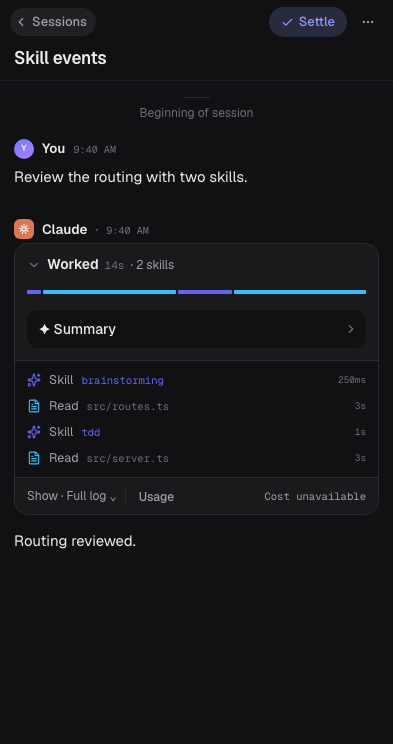 Sessions
Settle
Skill events
Beginning of session
Y
You 9:40 AM
Review the routing with two skills.
Claude · 9:40 AM
Worked 14s · 2 skills
Summary
Skill brainstorming 250ms
Read src/routes.ts 3s
Skill tdd 1s
Read src/server.ts 3s
Show · Full log Usage Cost unavailable
Routing reviewed.